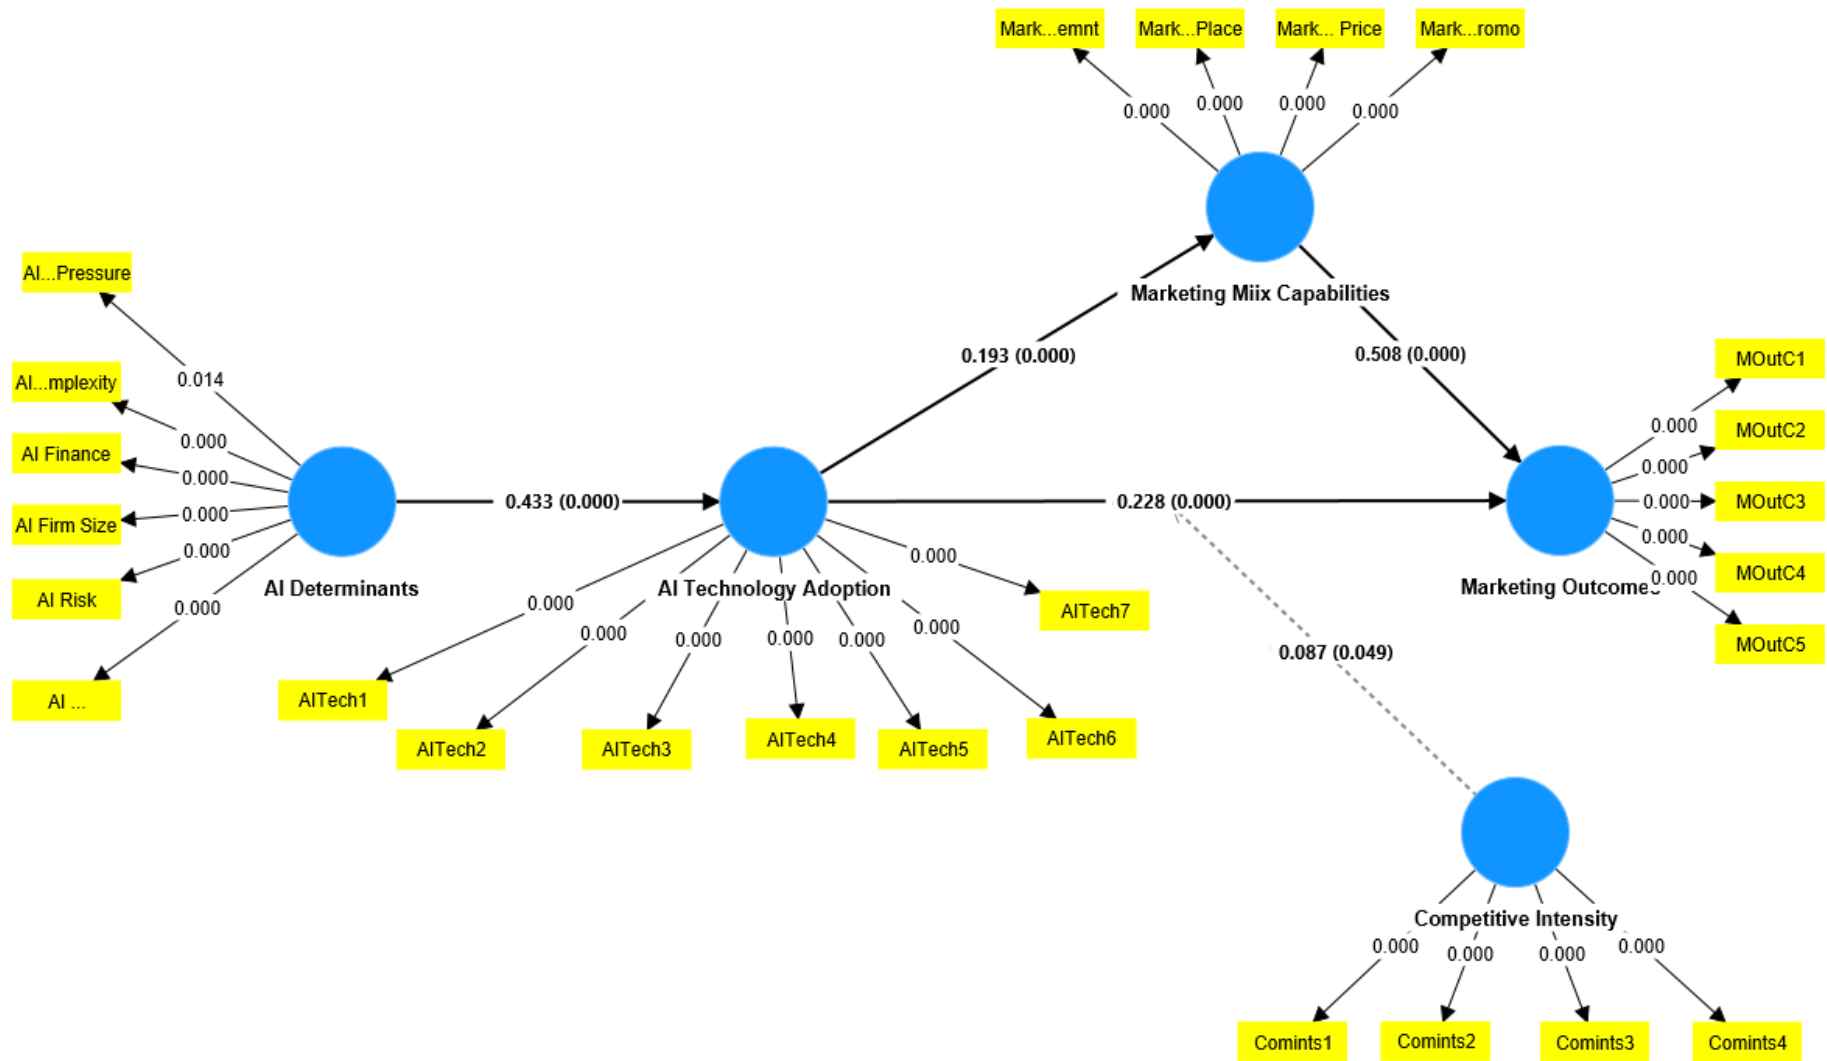 Mark...emnt
Mark...Place
Mark... Price
Mark...romo
0.000
0.000
0.000
0.000
Marketing Miix Capabilities
AI...Pressure
0.014
AI...mplexity
0.000
AI Finance
0.000
AI Firm Size
0.000
AI Risk
0.000
AI ...
0.000
AI Determinants
0.433 (0.000)
0.193 (0.000)
0.508 (0.000)
0.228 (0.000)
0.087 (0.049)
AI Technology Adoption
0.000
0.000
0.000
0.000
0.000
0.000
0.000
AITech1
AITech2
AITech3
AITech4
AITech5
AITech6
AITech7
Marketing Outcomes
0.000
0.000
0.000
0.000
0.000
MOutC1
MOutC2
MOutC3
MOutC4
MOutC5
Competitive Intensity
0.000
0.000
0.000
0.000
Comints1
Comints2
Comints3
Comints4